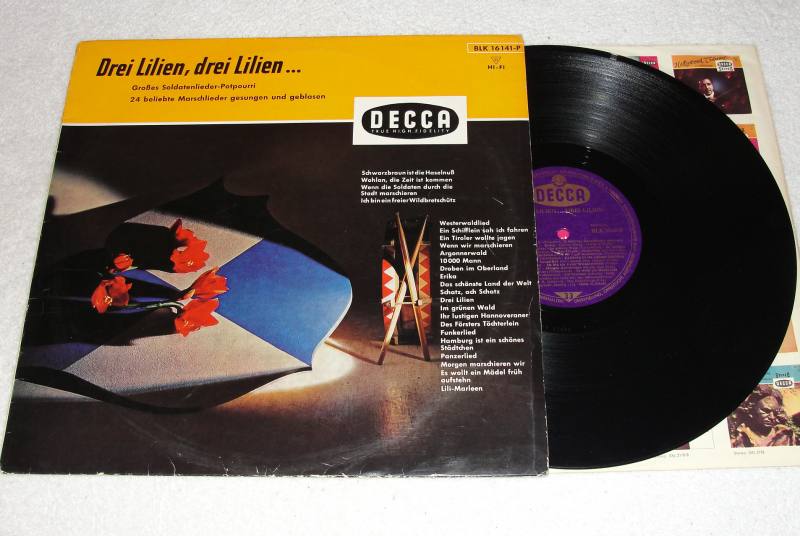 BLK 16141-P
Drei Lilien, drei Lilien...
HI-FI
Großes Soldatenlieder-Potpourri
24 beliebte Marschlieder gesungen und geblasen
DECCA
TRUE HIGH FIDELITY
Schwarzbraun ist die Haselnuß
Wohlan, die Zeit ist kommen
Wenn die Soldaten durch die
Stadt marschieren
Ich bin ein freier Wildbretschütz
Westerwaldlied
Ein Schifflein sah ich fahren
Ein Tiroler wollte jagen
Wenn wir marschieren
Argonnerwald
10000 Mann
Droben im Oberland
Erika
Das schönste Land der Welt
Schatz, ach Schatz
Drei Lilien
Im grünen Wald
Ihr lustigen Hannoveraner
Des Försters Töchterlein
Funkerlied
Hamburg ist ein schönes
Städtchen
Panzerlied
Morgen marschieren wir
Es wollt ein Mädel früh
aufstehn
Lili-Marleen
DECCA
DECCA